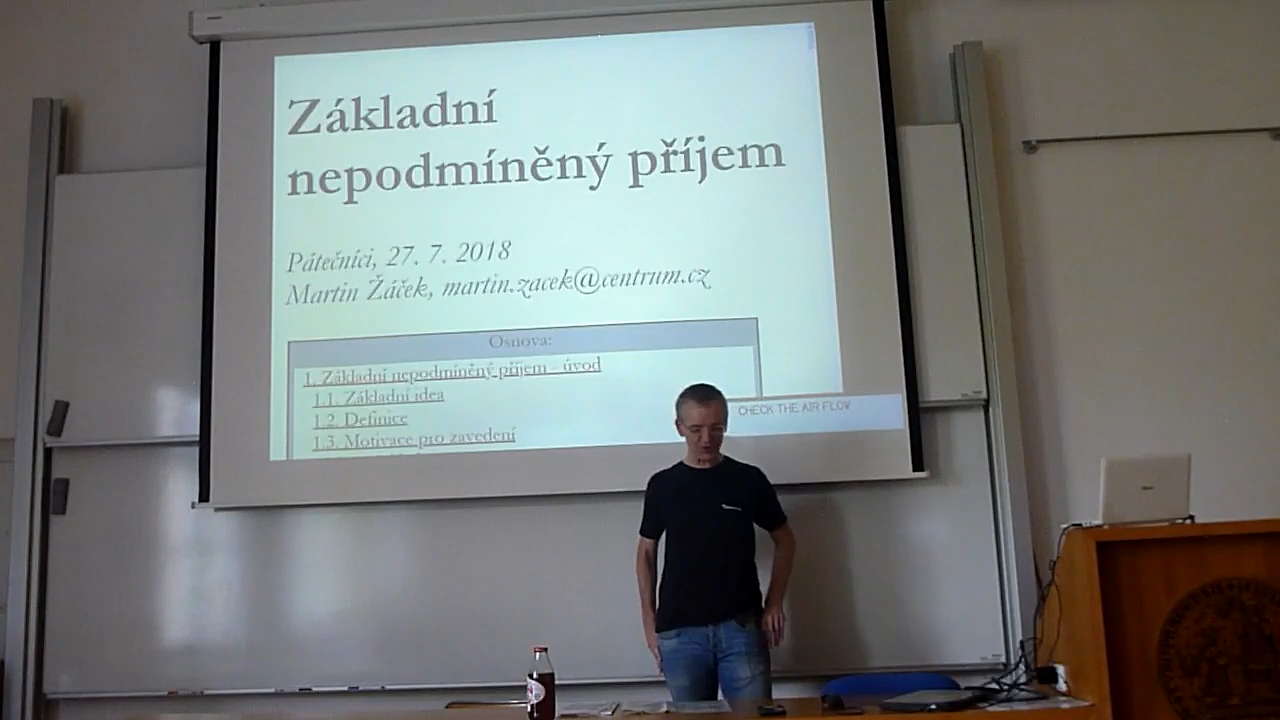 Základní
nepodmíněný příjem
Pátečníci, 27. 7. 2018
Martin Žáček, martin.zacek@centrum.cz
Osnova:
1. Základní nepodmíněný příjem - úvod
1.1. Základní idea
1.2. Definice
1.3. Motivace pro zavedení
CHECK THE AIR FLOW